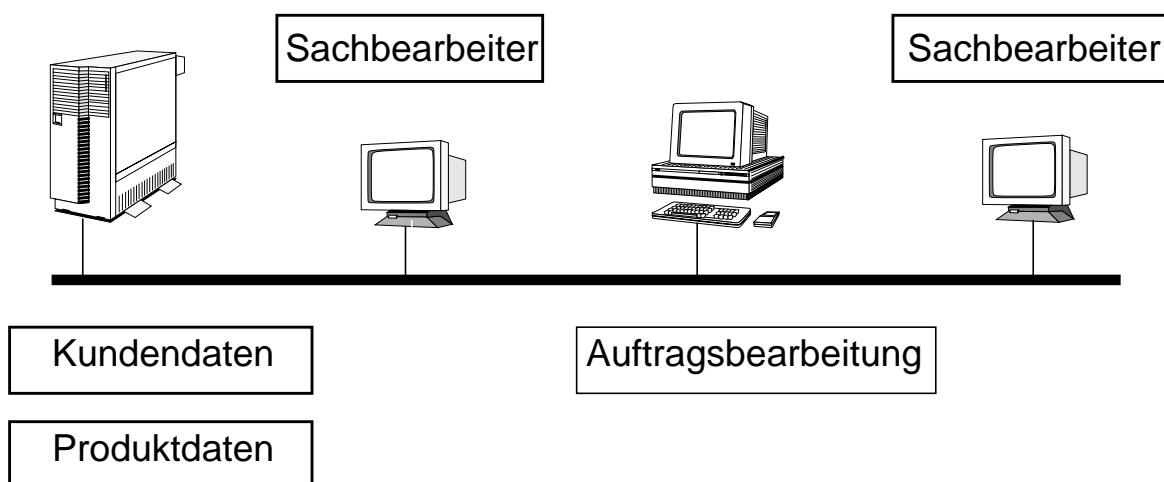 Sachbearbeiter
Sachbearbeiter
Kundendaten
Auftragsbearbeitung
Produktdaten